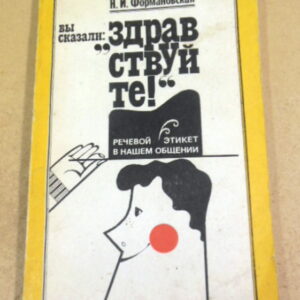 Н. И. Формановская
вы
сказали:
„здрав
ствуй
те!“
РЕЧЕВОЙ ЭТИКЕТ
В НАШЕМ ОБЩЕНИИ